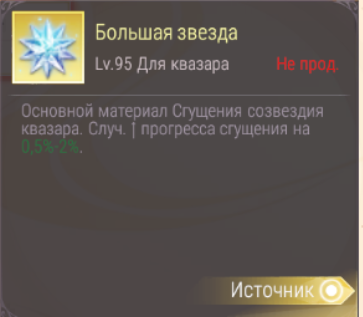 Большая звезда
Lv.95 Для квазара Не прод.
Основной материал Сгущения созвездия
квазара. Случ.↑прогресса сгущения на
0,5%-2%.
Источник